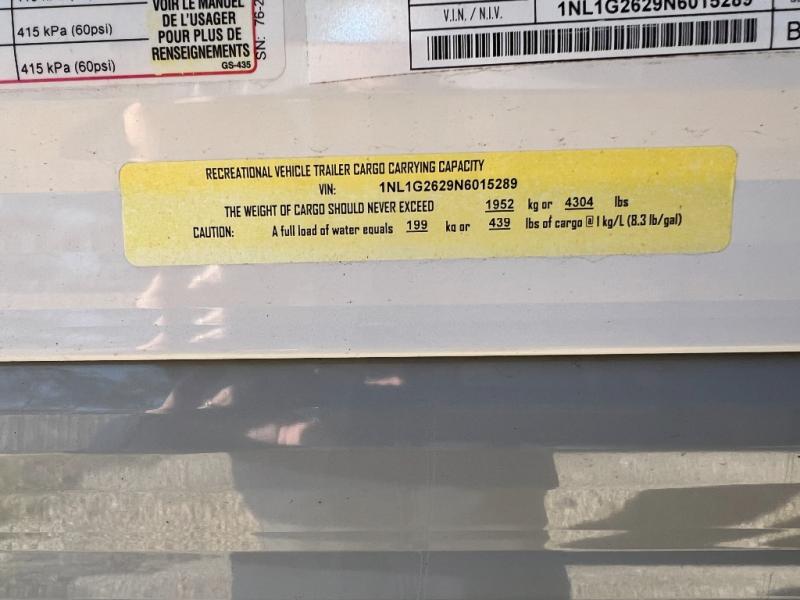 VOIR LE MANUEL
DE L'USAGER
POUR PLUS DE
RENSEIGNEMENTS
GS-435
415 kPa (60psi)
415 kPa (60psi)
SN: 76-2
V.I.N. / N.I.V.
1NL1G2629N6015289
B
RECREATIONAL VEHICLE TRAILER CARGO CARRYING CAPACITY
VIN: 1NL1G2629N6015289
THE WEIGHT OF CARGO SHOULD NEVER EXCEED 1952 kg or 4304 lbs
CAUTION: A full load of water equals 199 kg or 439 lbs of cargo @ 1 kg/L (8.3 lb/gal)